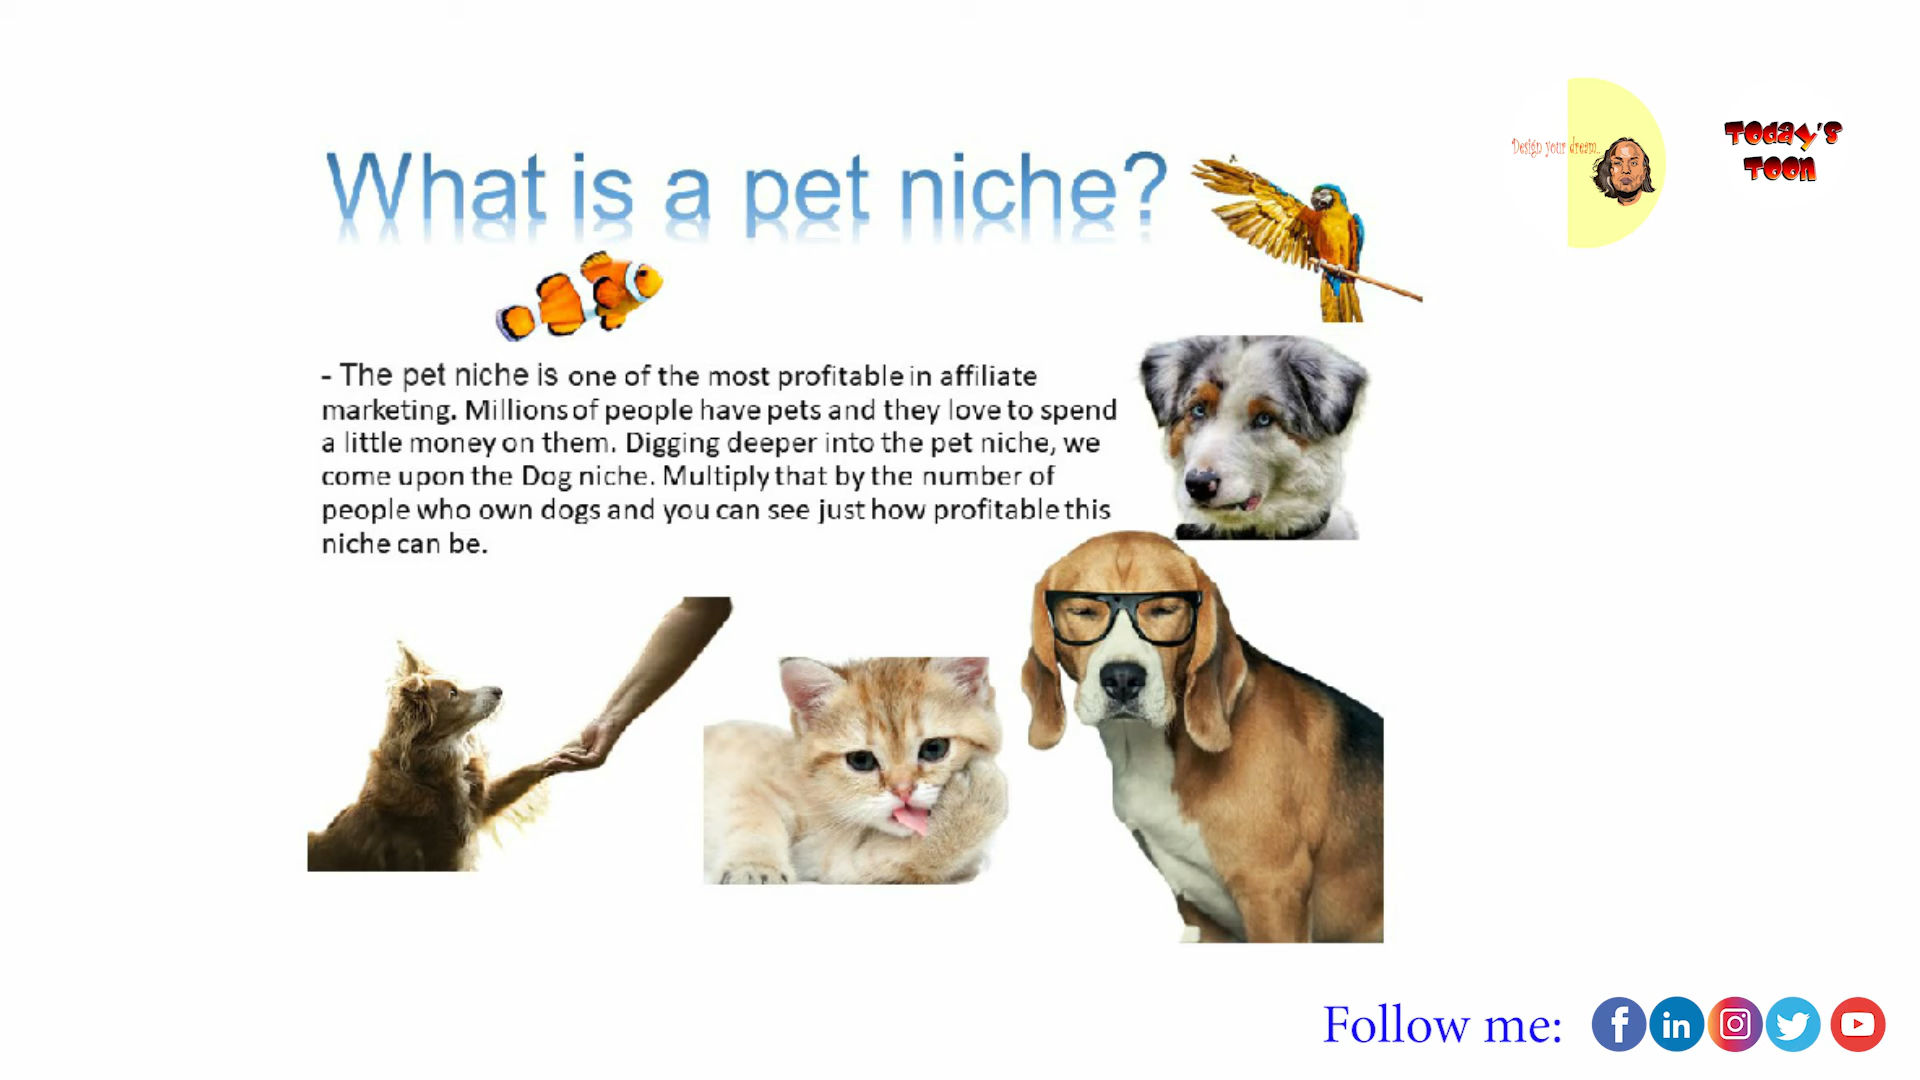 What is a pet niche?
Design your dream..
Today's
Toon
- The pet niche is one of the most profitable in affiliate
marketing. Millions of people have pets and they love to spend
a little money on them. Digging deeper into the pet niche, we
come upon the Dog niche. Multiply that by the number of
people who own dogs and you can see just how profitable this
niche can be.
Follow me: